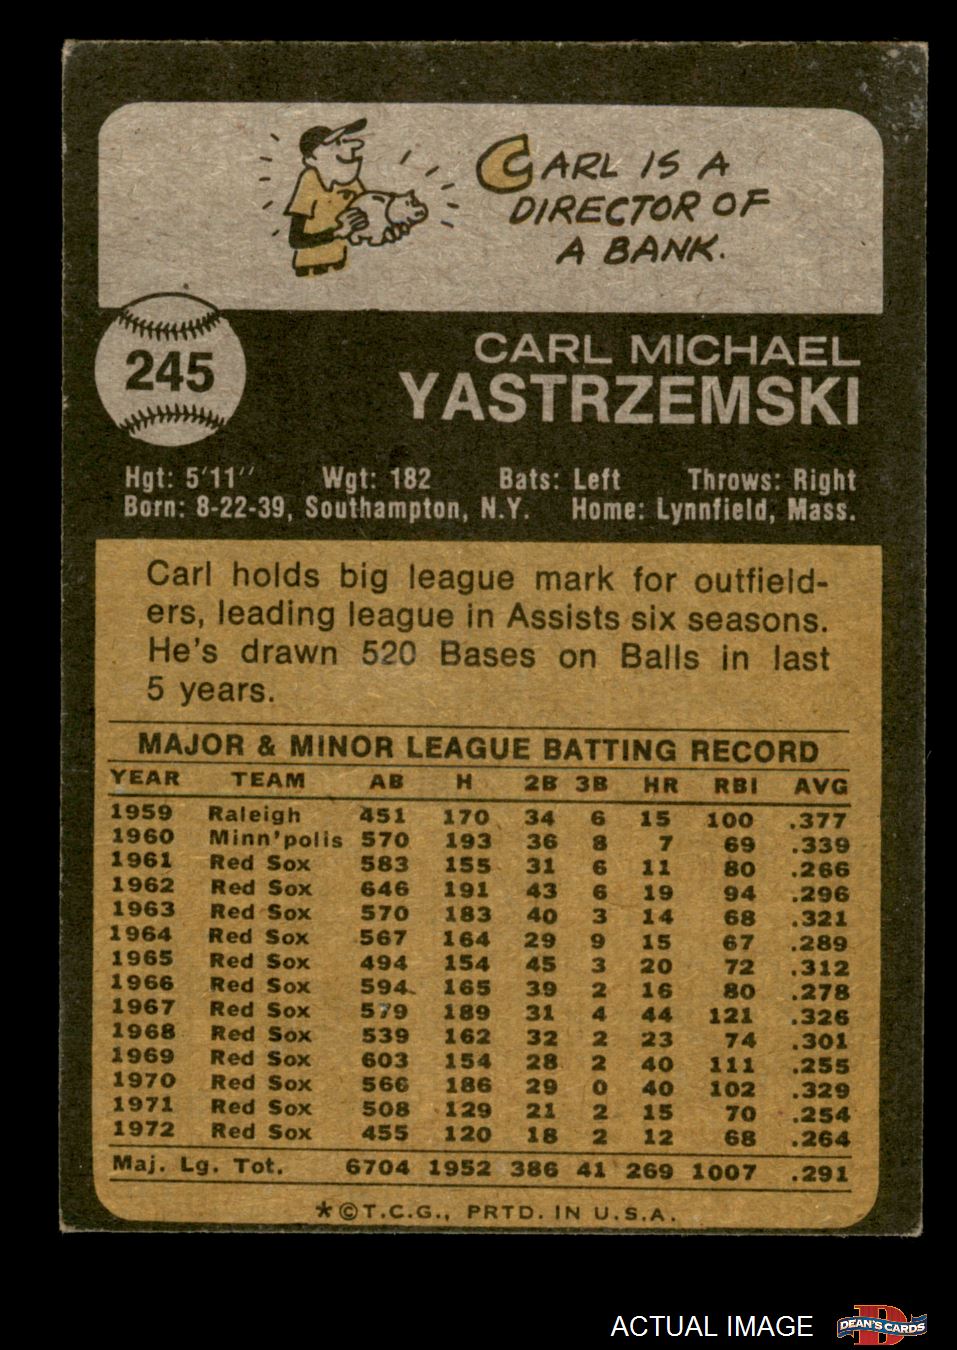 CARL IS A
DIRECTOR OF
A BANK.
245
CARL MICHAEL
YASTRZEMSKI
Hgt: 5'11" Wgt: 182 Bats: Left Throws: Right
Born: 8-22-39, Southampton, N.Y. Home: Lynnfield, Mass.
Carl holds big league mark for outfield-
ers, leading league in Assists six seasons.
He's drawn 520 Bases on Balls in last
5 years.
MAJOR & MINOR LEAGUE BATTING RECORD
YEAR TEAM AB H 2B 3B HR RBI AVG
1959 Raleigh 451 170 34 6 15 100 .377
1960 Minn'polis 570 193 36 8 7 69 .339
1961 Red Sox 583 155 31 6 11 80 .266
1962 Red Sox 646 191 43 6 19 94 .296
1963 Red Sox 570 183 40 3 14 68 .321
1964 Red Sox 567 164 29 9 15 67 .289
1965 Red Sox 494 154 45 3 20 72 .312
1966 Red Sox 594 165 39 2 16 80 .278
1967 Red Sox 579 189 31 4 44 121 .326
1968 Red Sox 539 162 32 2 23 74 .301
1969 Red Sox 603 154 28 2 40 111 .255
1970 Red Sox 566 186 29 0 40 102 .329
1971 Red Sox 508 129 21 2 15 70 .254
1972 Red Sox 455 120 18 2 12 68 .264
Maj. Lg. Tot. 6704 1952 386 41 269 1007 .291
*©T.C.G., PRTD. IN U.S.A.
ACTUAL IMAGE
D
DEAN'S CARDS